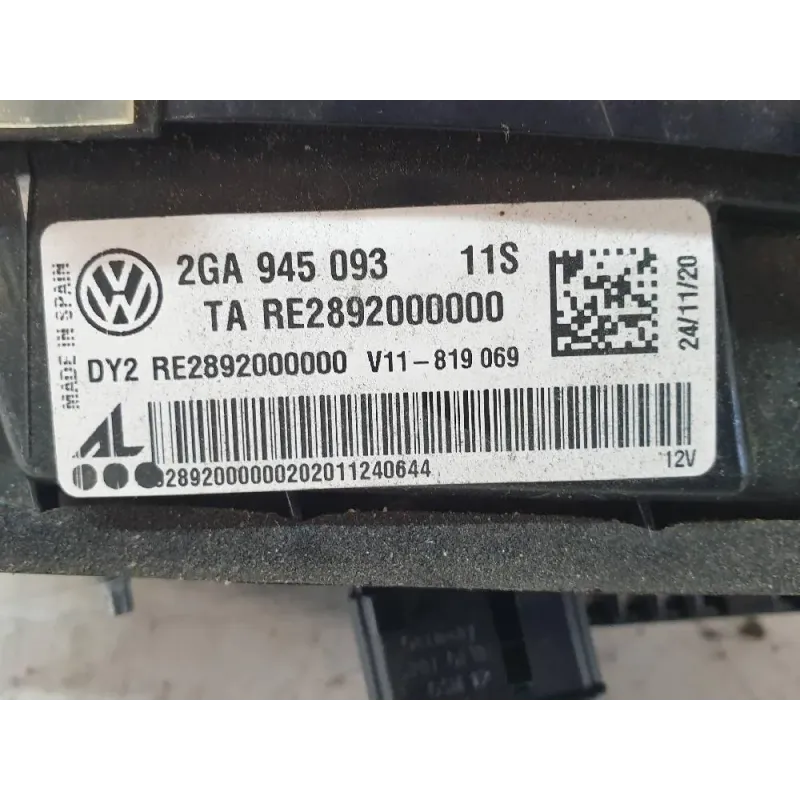 2GA 945 093 11S
TA RE2892000000
DY2 RE2892000000 V11-819 069
MADE IN SPAIN
24/11/20
AL
2892000000202011240644
12V